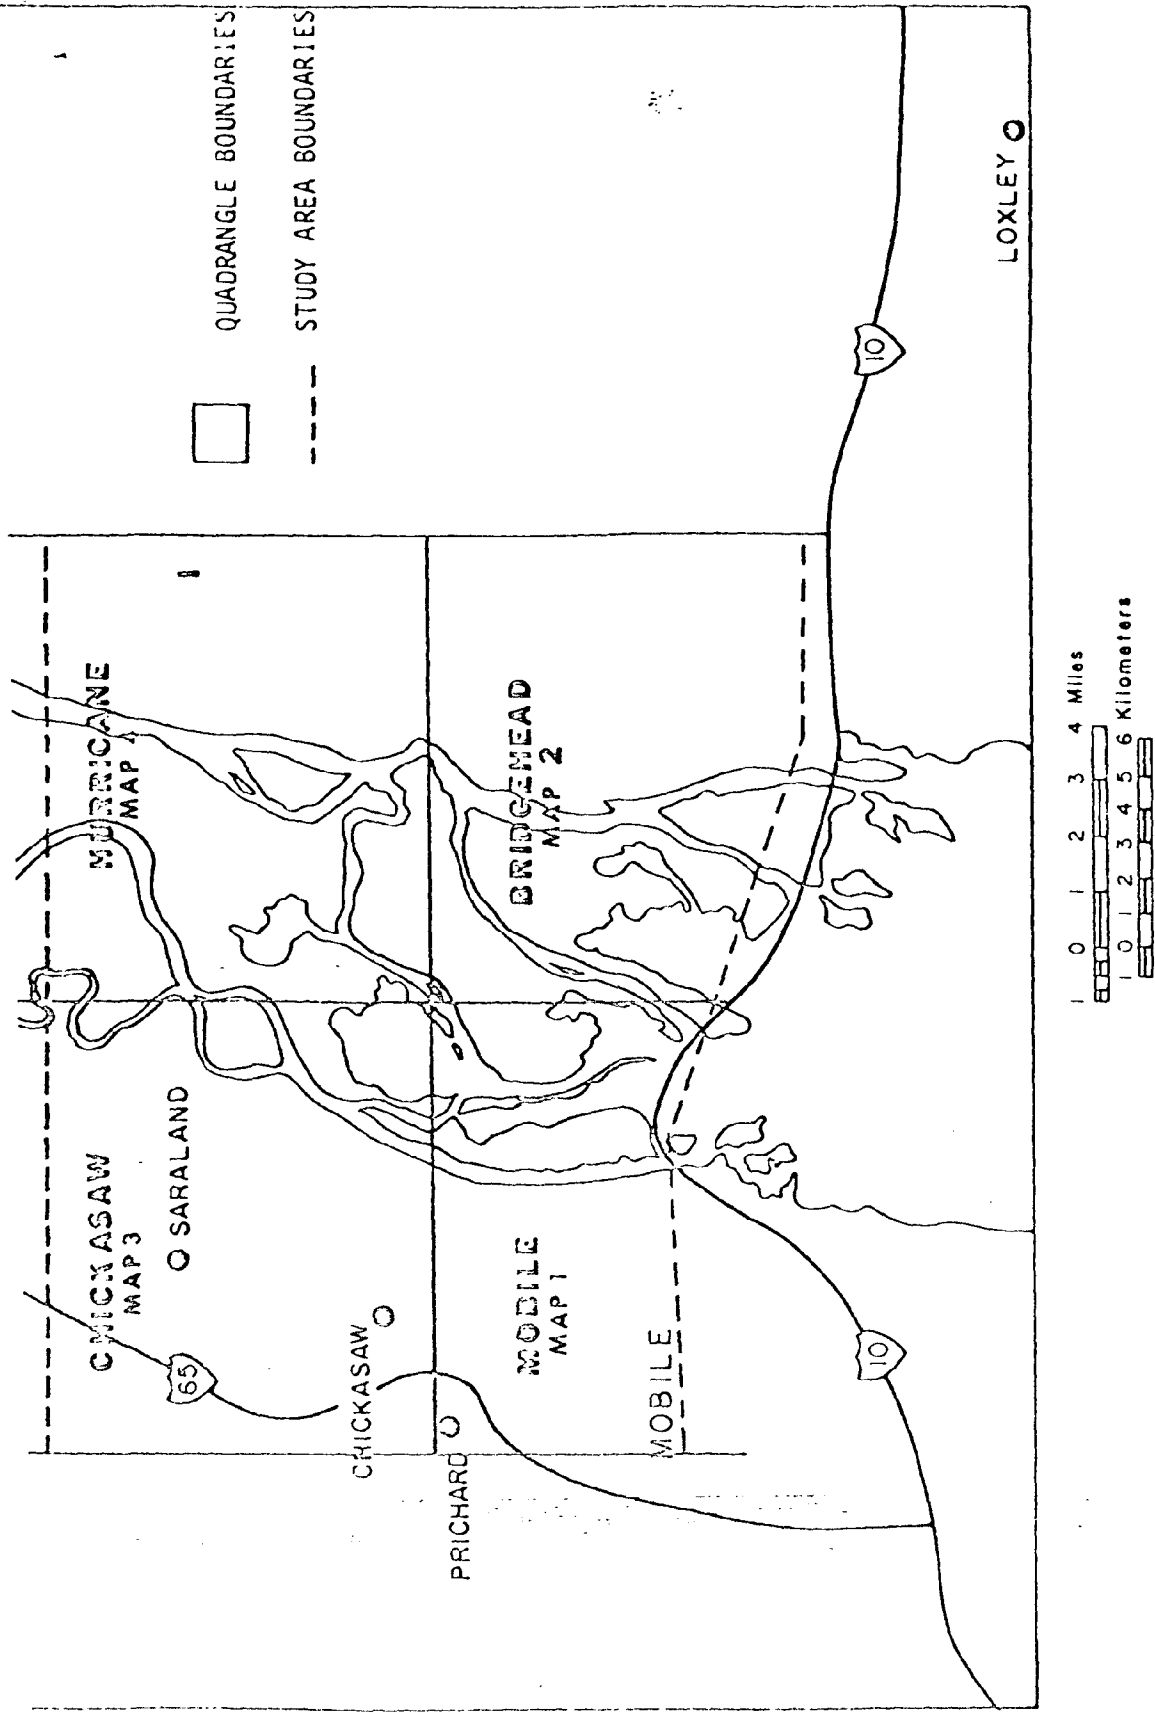 QUADRANGLE BOUNDARIES
STUDY AREA BOUNDARIES
HURRICANE
MAP 4
CHICKASAW
MAP 3
SARALAND
65
CHICKASAW
BRIDGEHEAD
MAP 2
MOBILE
MAP 1
PRICHARD
MOBILE
10
10
LOXLEY
1 0 1 2 3 4 Miles
1 0 1 2 3 4 5 6 Kilometers